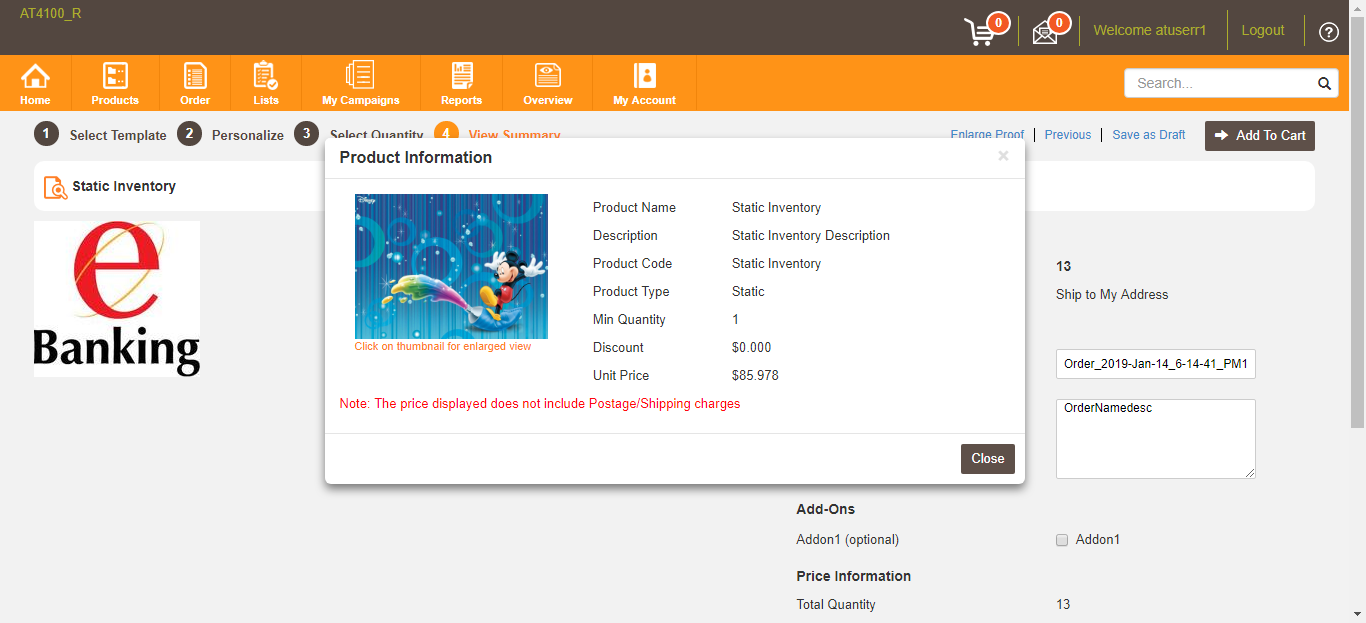 AT4100_R
0
0
Welcome atuserr1
Logout
?
Home
Products
Order
Lists
My Campaigns
Reports
Overview
My Account
Search...
1 Select Template 2 Personalize 3 Select Quantity 4 View Summary
Enlarge Proof Previous Save as Draft Add To Cart
Static Inventory
e
Banking
Product Information
×
Disney
Click on thumbnail for enlarged view
Product Name Static Inventory
Description Static Inventory Description
Product Code Static Inventory
Product Type Static
Min Quantity 1
Discount $0.000
Unit Price $85.978
Note: The price displayed does not include Postage/Shipping charges
Close
13
Ship to My Address
Order_2019-Jan-14_6-14-41_PM1
OrderNamedesc
Add-Ons
Addon1 (optional) Addon1
Price Information
Total Quantity 13